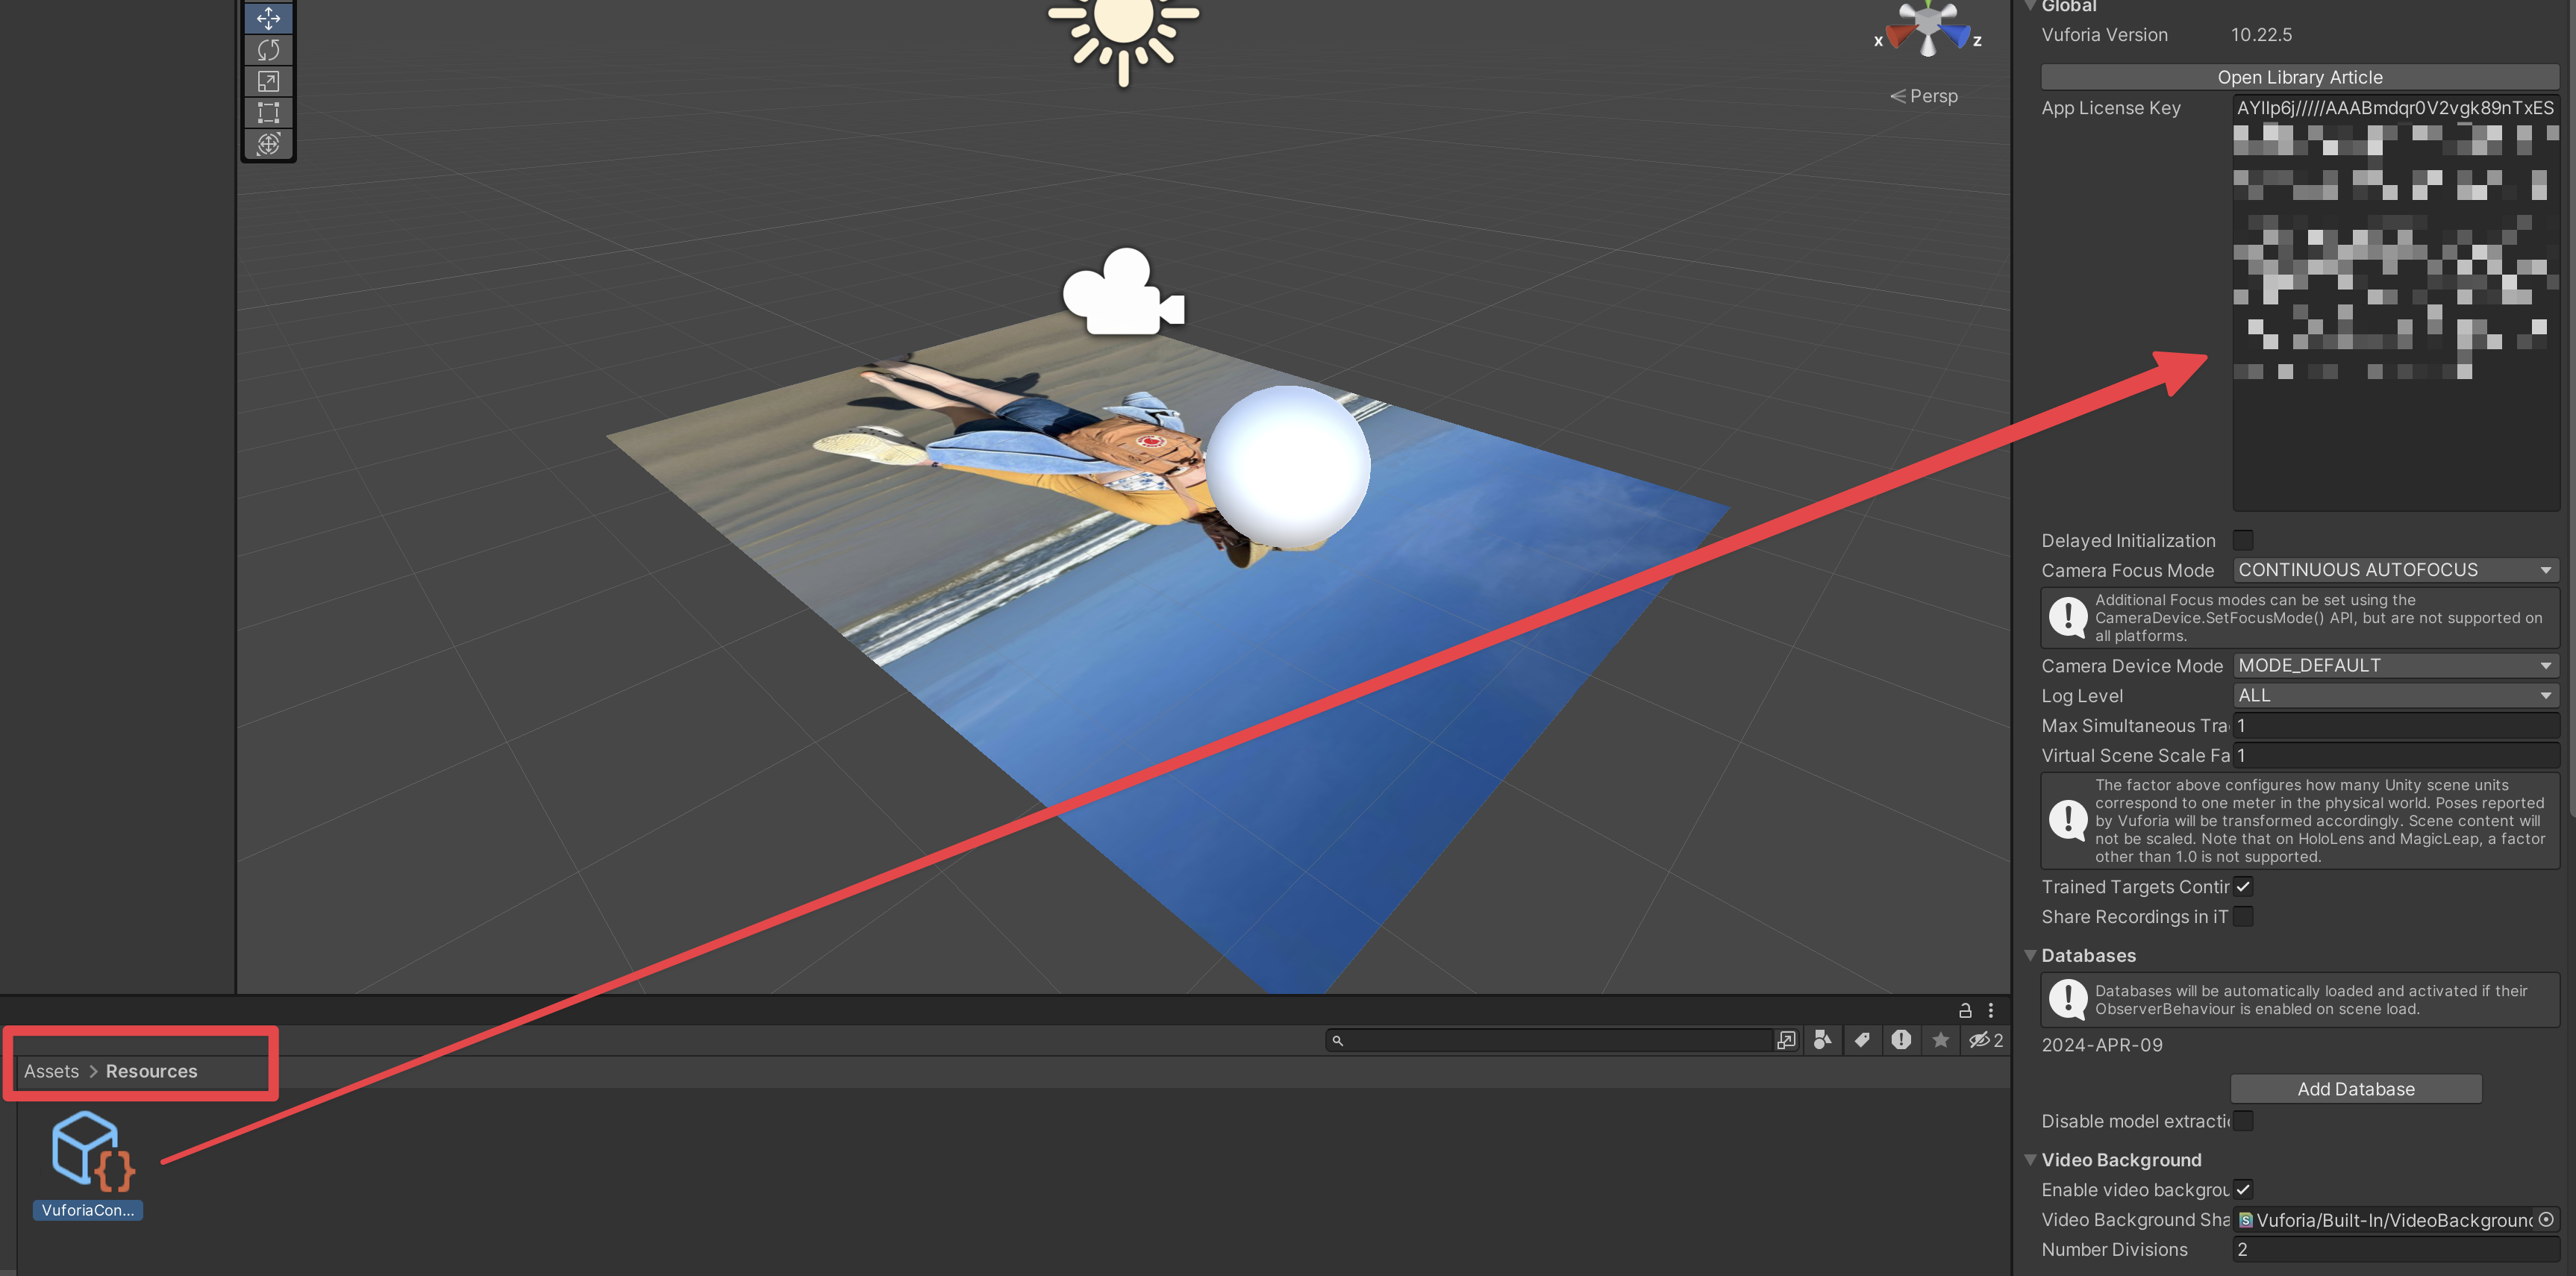 x
z
Persp
Global
Vuforia Version 10.22.5
Open Library Article
App License Key AYIIp6j/////AAABmdqr0V2vgk89nTxES
Delayed Initialization
Camera Focus Mode CONTINUOUS AUTOFOCUS
Additional Focus modes can be set using the
CameraDevice.SetFocusMode() API, but are not supported on
all platforms.
Camera Device Mode MODE_DEFAULT
Log Level ALL
Max Simultaneous Tra 1
Virtual Scene Scale Fa 1
The factor above configures how many Unity scene units
correspond to one meter in the physical world. Poses reported
by Vuforia will be transformed accordingly. Scene content will
not be scaled. Note that on HoloLens and MagicLeap, a factor
other than 1.0 is not supported.
Trained Targets Contir
Share Recordings in iT
Databases
Databases will be automatically loaded and activated if their
ObserverBehaviour is enabled on scene load.
2024-APR-09
Add Database
Disable model extractio
Video Background
Enable video backgrou
Video Background Sha Vuforia/Built-In/VideoBackground
Number Divisions 2
2
Assets > Resources
VuforiaCon...